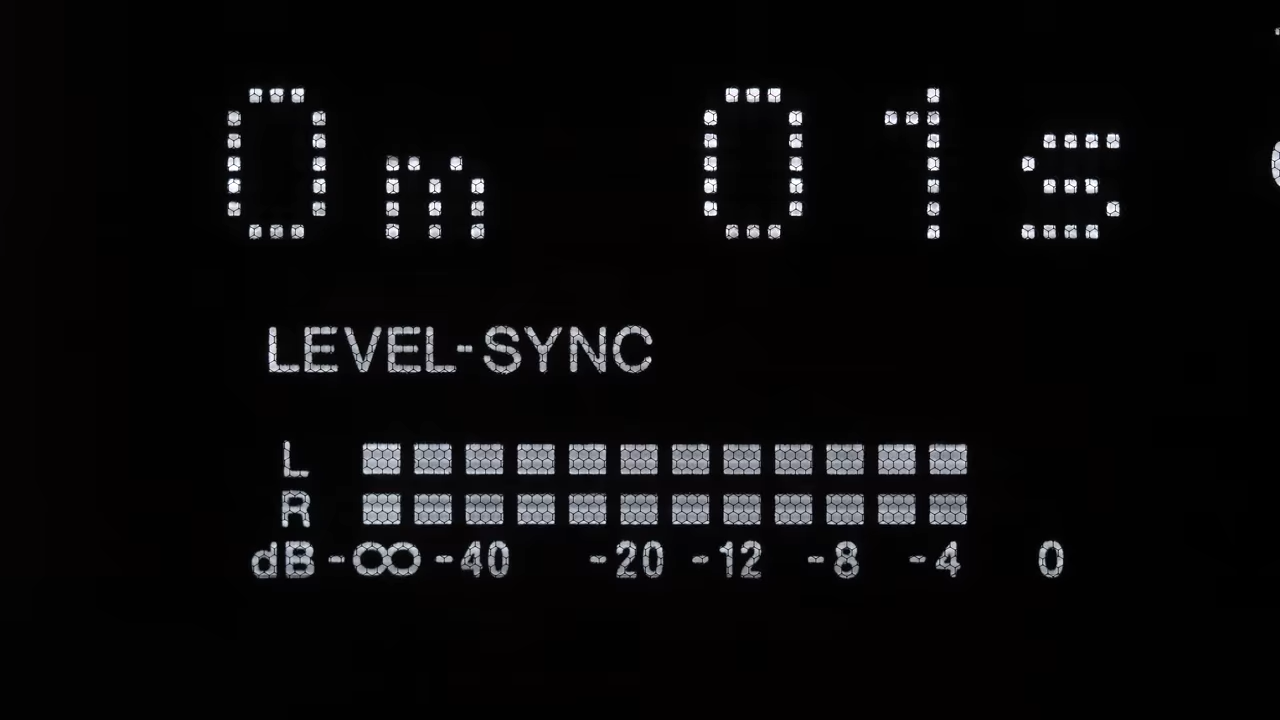 0m 01s
LEVEL-SYNC
L
R
dB -∞ -40 -20 -12 -8 -4 0